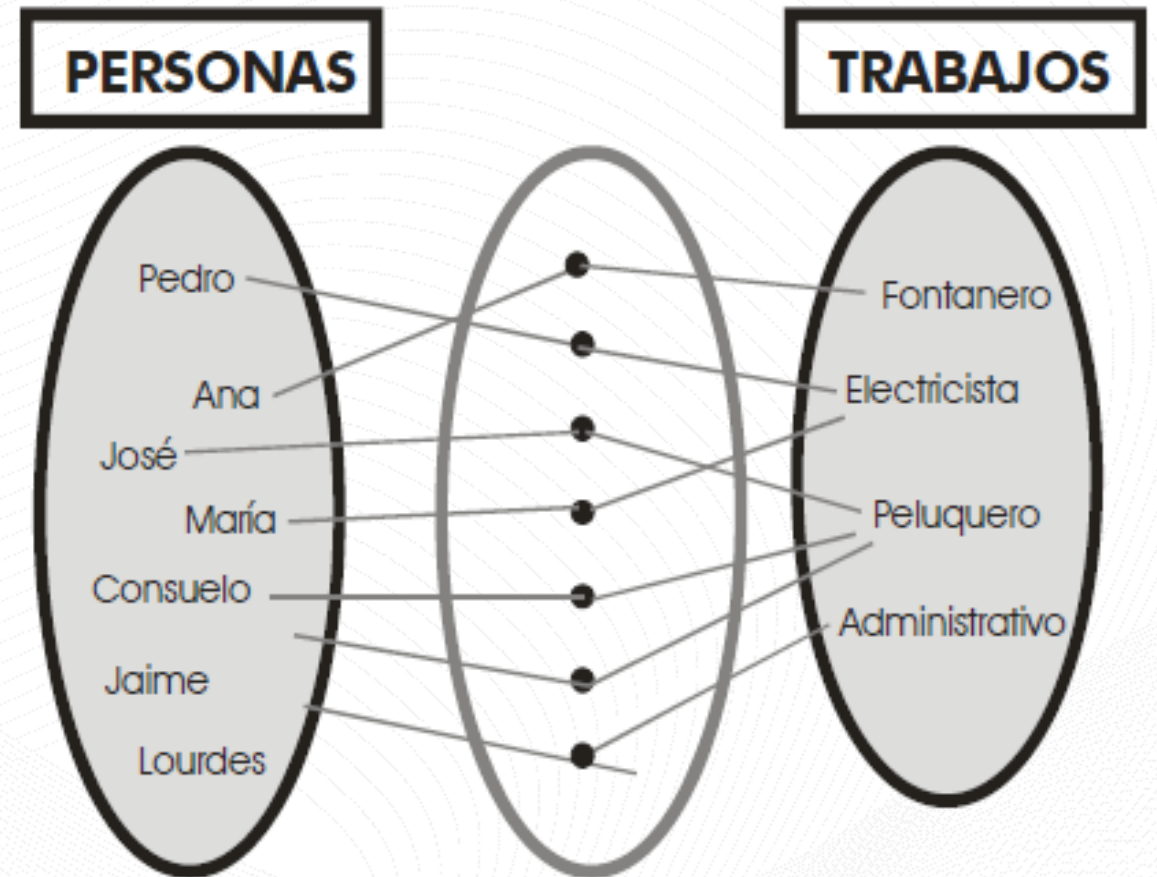 PERSONAS
TRABAJOS
Pedro
Ana
José
María
Consuelo
Jaime
Lourdes
Fontanero
Electricista
Peluquero
Administrativo